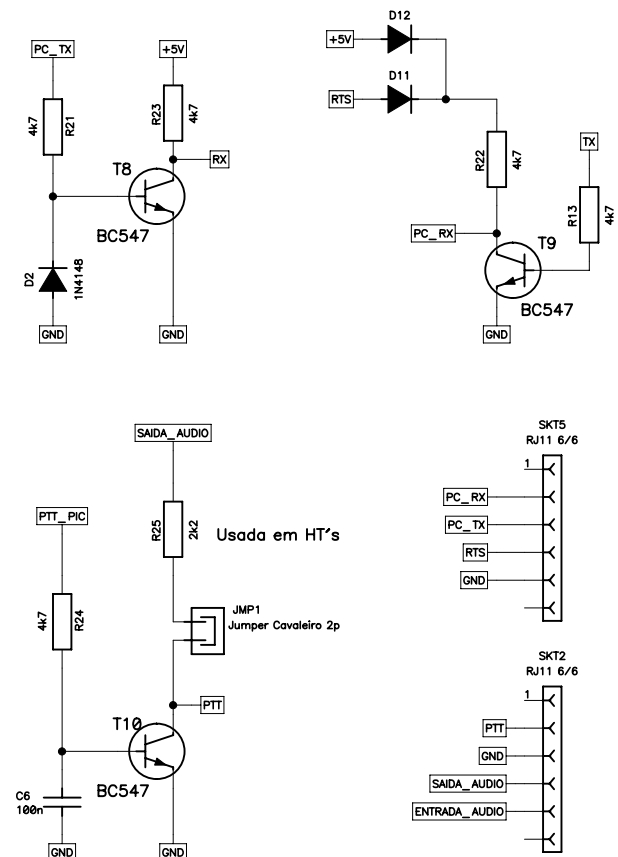 PC_TX
+5V
4k7
R21
R23
4k7
RX
T8
BC547
D2
1N4148
GND
GND
D12
+5V
D11
RTS
R22
4k7
TX
R13
4k7
PC_RX
T9
BC547
GND
SAIDA_AUDIO
R25
2k2
Usada em HT's
PTT_PIC
4k7
R24
JMP1
Jumper Cavaleiro 2p
PTT
T10
BC547
C6
100n
GND
GND
SKT5
RJ11 6/6
1
PC_RX
PC_TX
RTS
GND
SKT2
RJ11 6/6
1
PTT
GND
SAIDA_AUDIO
ENTRADA_AUDIO